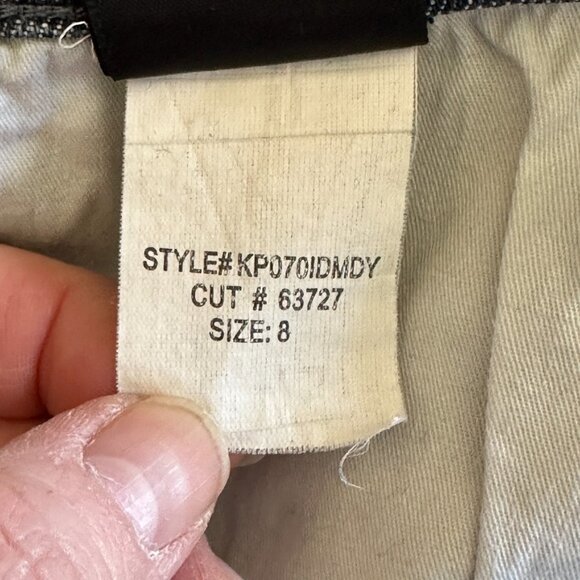 STYLE# KP070IDMDY
CUT # 63727
SIZE: 8